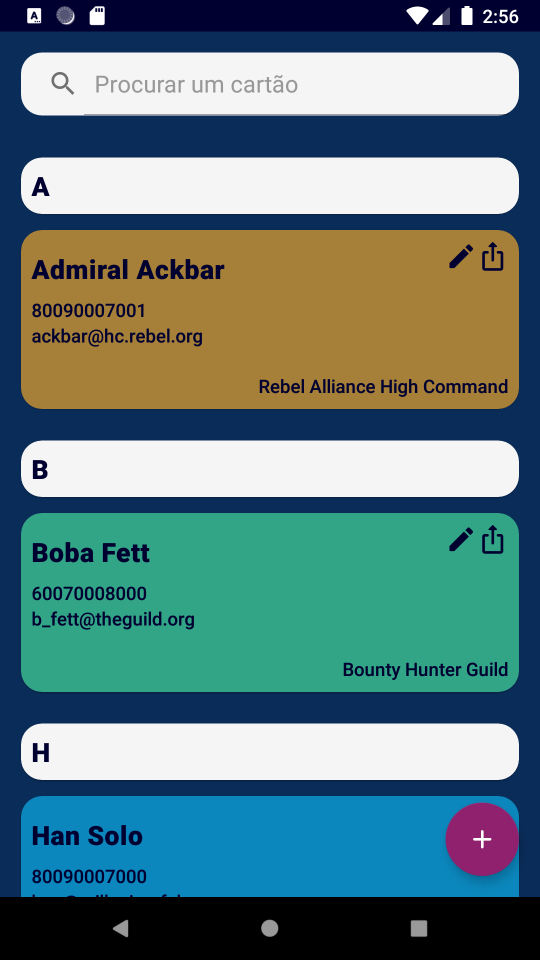 2:56
Procurar um cartão
A
Admiral Ackbar
80090007001
ackbar@hc.rebel.org
Rebel Alliance High Command
B
Boba Fett
60070008000
b_fett@theguild.org
Bounty Hunter Guild
H
Han Solo
80090007000